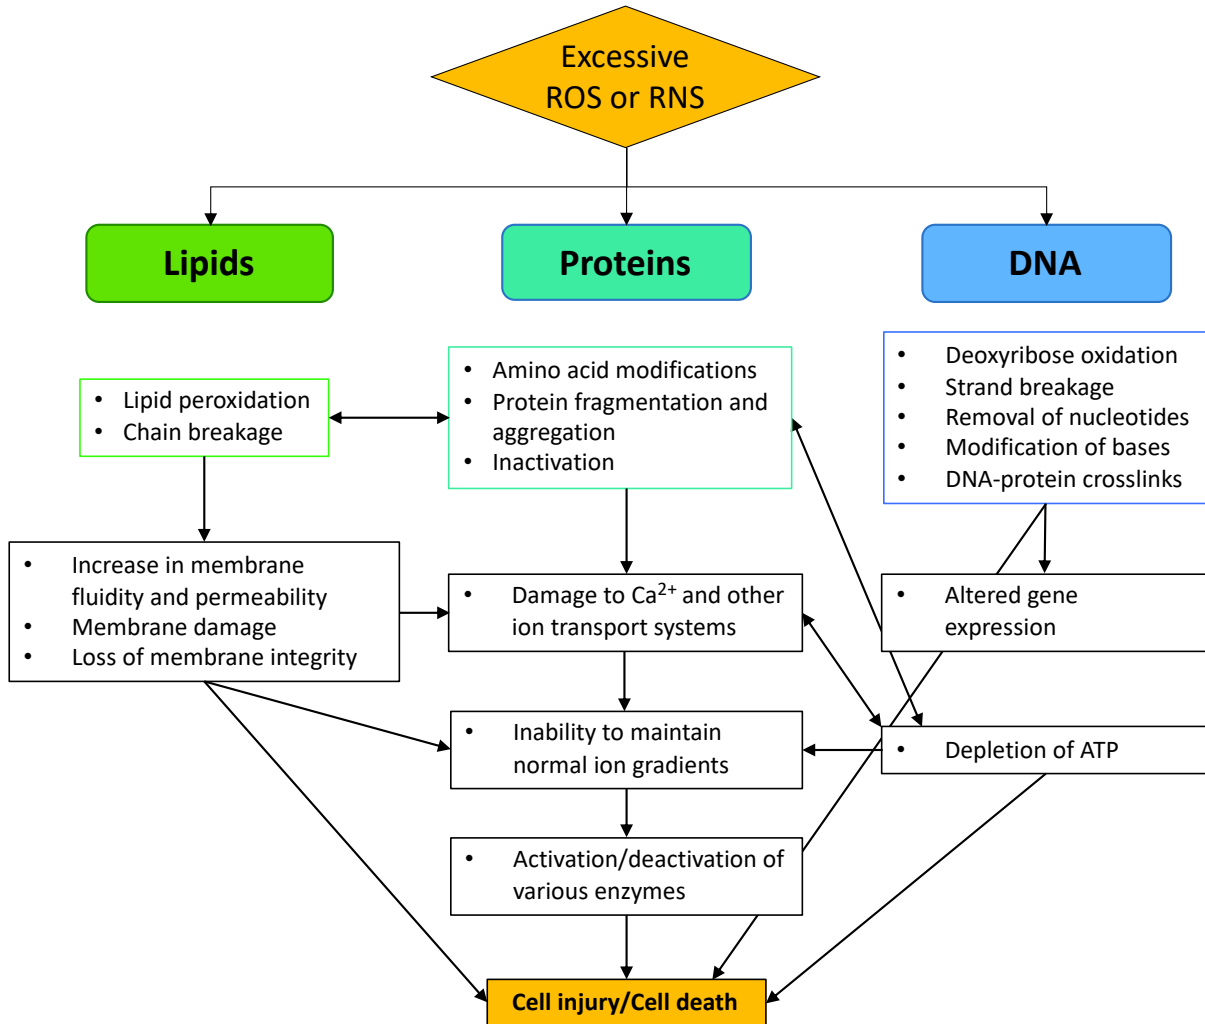 Excessive
ROS or RNS
Lipids
Proteins
DNA
• Lipid peroxidation
• Chain breakage
• Amino acid modifications
• Protein fragmentation and
aggregation
• Inactivation
• Deoxyribose oxidation
• Strand breakage
• Removal of nucleotides
• Modification of bases
• DNA-protein crosslinks
• Increase in membrane
fluidity and permeability
• Membrane damage
• Loss of membrane integrity
• Damage to Ca²⁺ and other
ion transport systems
• Altered gene
expression
• Inability to maintain
normal ion gradients
• Depletion of ATP
• Activation/deactivation of
various enzymes
Cell injury/Cell death